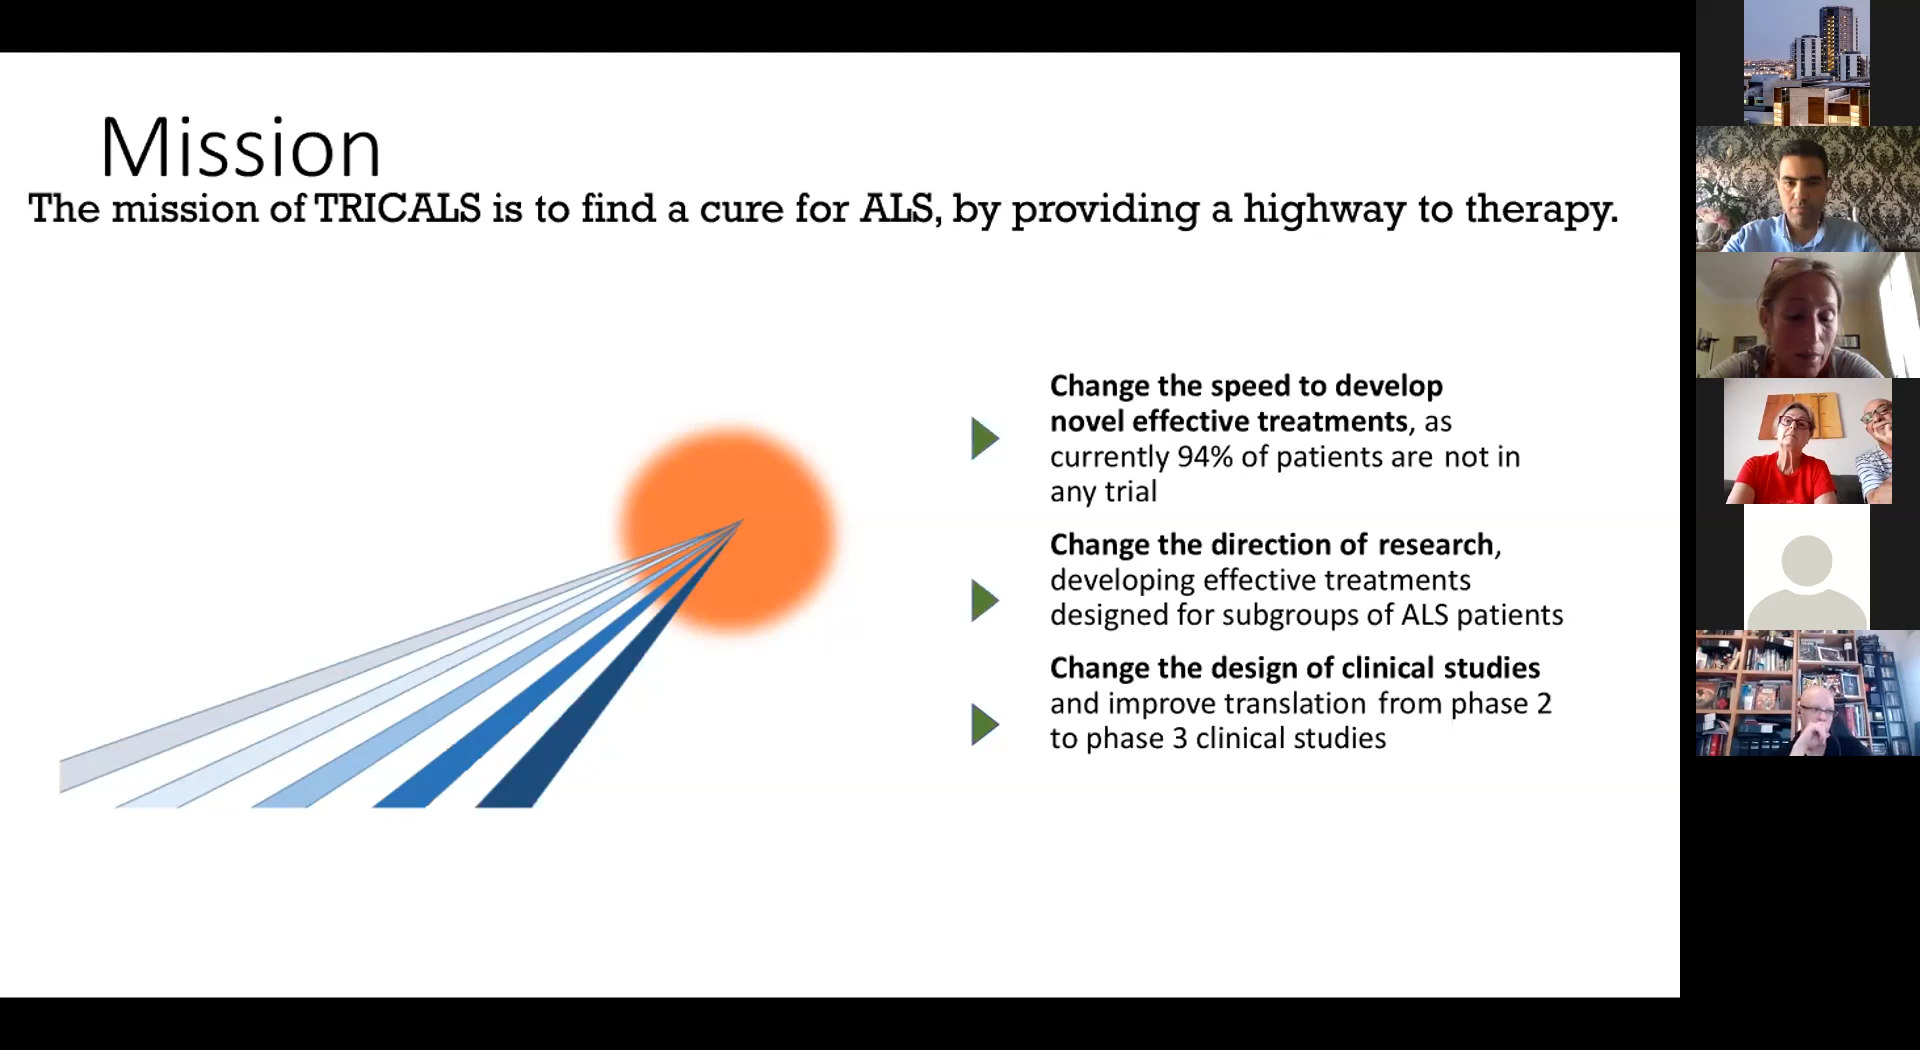 Mission
The mission of TRICALS is to find a cure for ALS, by providing a highway to therapy.
Change the speed to develop
novel effective treatments, as
currently 94% of patients are not in
any trial
Change the direction of research,
developing effective treatments
designed for subgroups of ALS patients
Change the design of clinical studies
and improve translation from phase 2
to phase 3 clinical studies